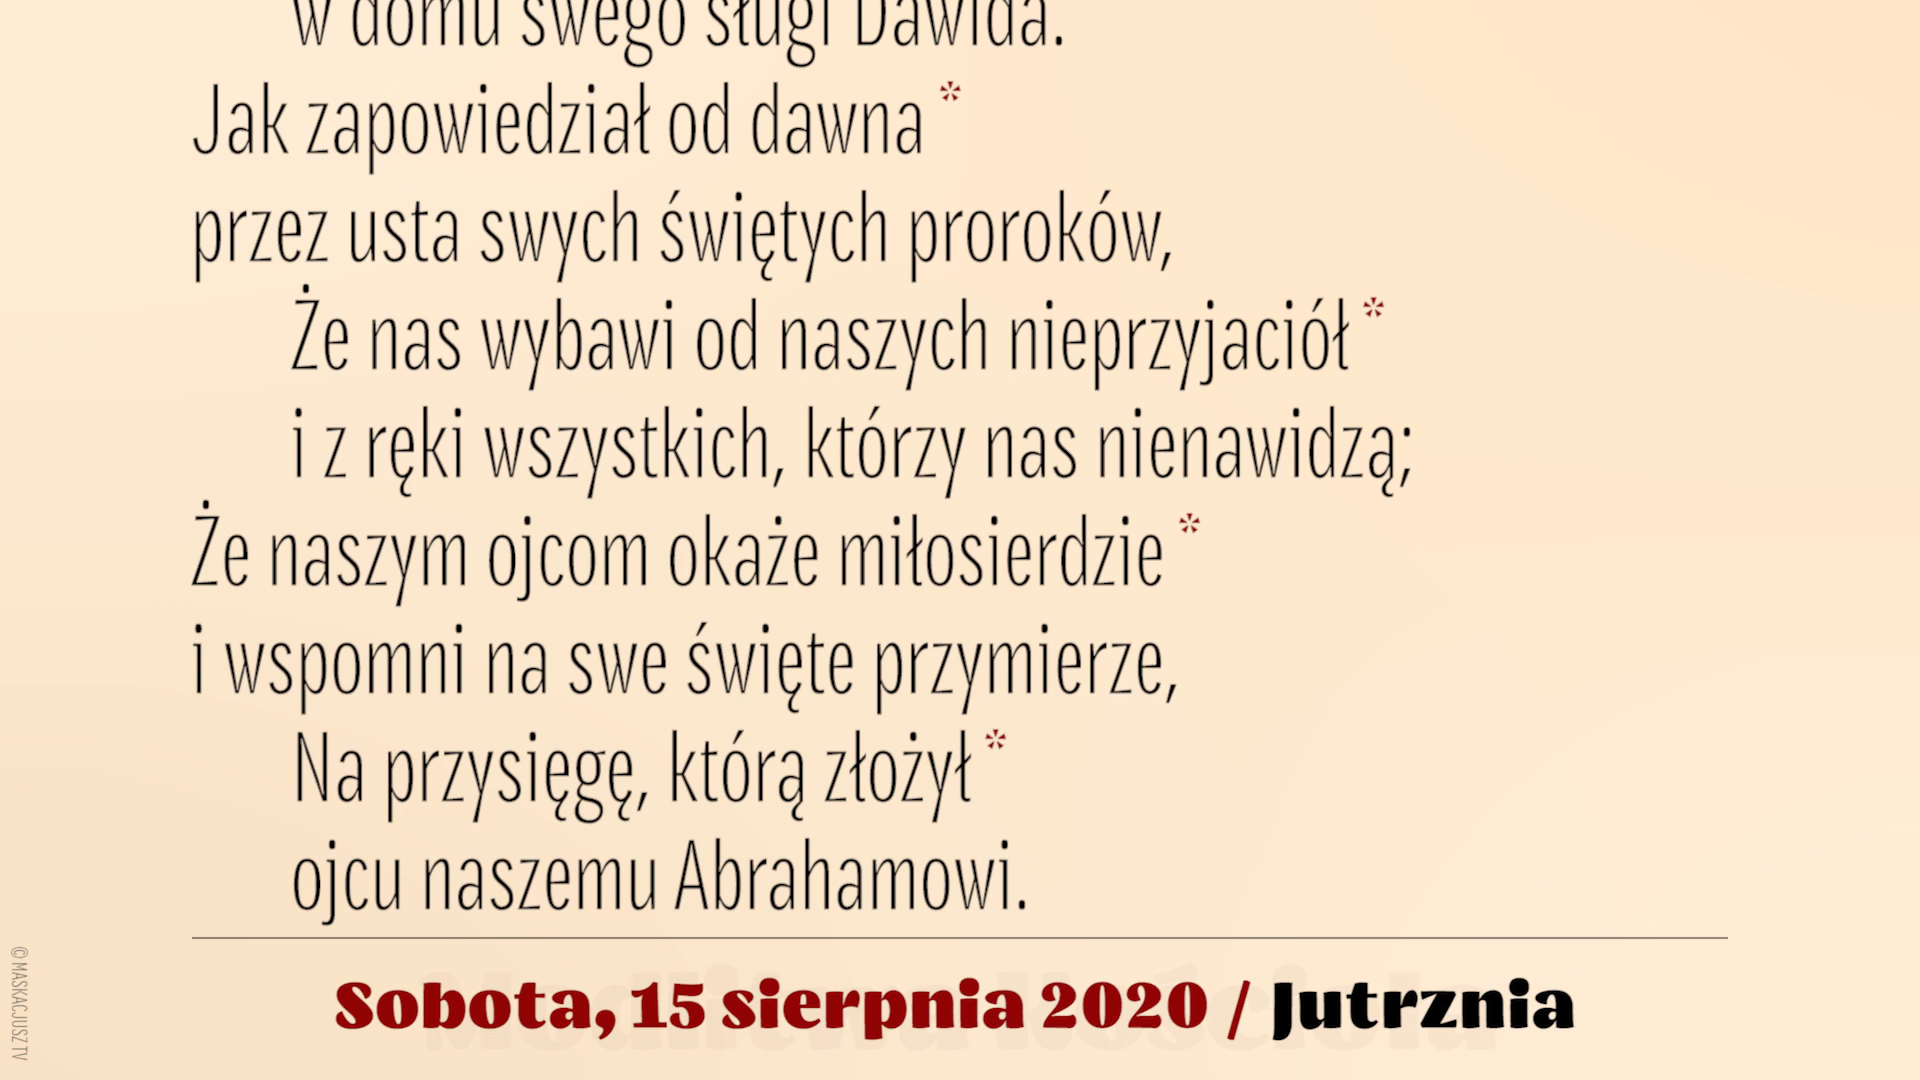 w domu swego sługi Dawida.
Jak zapowiedział od dawna *
przez usta swych świętych proroków,
Że nas wybawi od naszych nieprzyjaciół *
i z ręki wszystkich, którzy nas nienawidzą;
Że naszym ojcom okaże miłosierdzie *
i wspomni na swe święte przymierze,
Na przysięgę, którą złożył *
ojcu naszemu Abrahamowi.
Sobota, 15 sierpnia 2020 / Jutrznia
© MASKACJUSZ TV